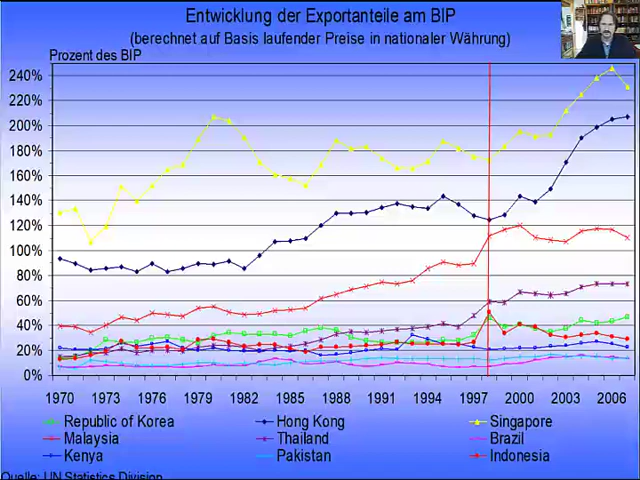 Entwicklung der Exportanteile am BIP
(berechnet auf Basis laufender Preise in nationaler Währung)
Prozent des BIP
240%
220%
200%
180%
160%
140%
120%
100%
80%
60%
40%
20%
0%
1970 1973 1976 1979 1982 1985 1988 1991 1994 1997 2000 2003 2006
Republic of Korea Hong Kong Singapore
Malaysia Thailand Brazil
Kenya Pakistan Indonesia
Quelle: UN Statistics Division